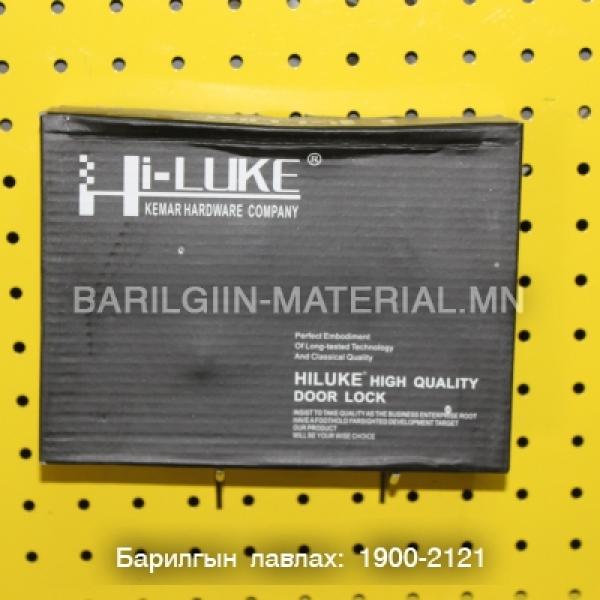 Hi-LUKE®
KEMAR HARDWARE COMPANY
BARILGIIN-MATERIAL.MN
Perfect Embodiment
Of Long-tested Technology
And Classical Quality
HILUKE® HIGH QUALITY
DOOR LOCK
INSIST TO TAKE QUALITY AS THE BUSINESS ENTERPRISE ROOT
HAVE A FOOTHOLD FARSIGHTED DEVELOPMENT TARGET
OUR PRODUCT
WILL BE YOUR WISE CHOICE
Барилгын лавлах: 1900-2121